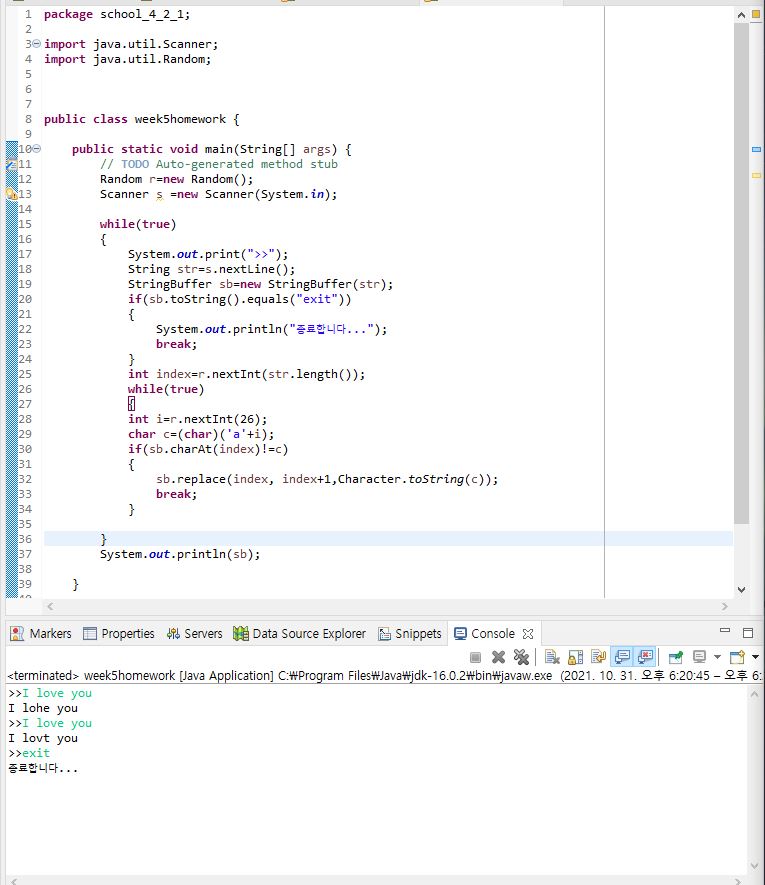 1 package school_4_2_1;
2
3 import java.util.Scanner;
4 import java.util.Random;
5
6
7
8 public class week5homework {
9
10     public static void main(String[] args) {
11         // TODO Auto-generated method stub
12         Random r=new Random();
13         Scanner s =new Scanner(System.in);
14
15         while(true)
16         {
17             System.out.print(">>");
18             String str=s.nextLine();
19             StringBuffer sb=new StringBuffer(str);
20             if(sb.toString().equals("exit"))
21             {
22                 System.out.println("종료합니다...");
23                 break;
24             }
25             int index=r.nextInt(str.length());
26             while(true)
27             {
28             int i=r.nextInt(26);
29             char c=(char)('a'+i);
30             if(sb.charAt(index)!=c)
31             {
32                 sb.replace(index, index+1,Character.toString(c));
33                 break;
34             }
35
36         }
37         System.out.println(sb);
38
39     }
Markers Properties Servers Data Source Explorer Snippets Console
<terminated> week5homework [Java Application] C:₩Program Files₩Java₩jdk-16.0.2₩bin₩javaw.exe (2021. 10. 31. 오후 6:20:45 – 오후 6:
>>I love you
I lohe you
>>I love you
I lovt you
>>exit
종료합니다...